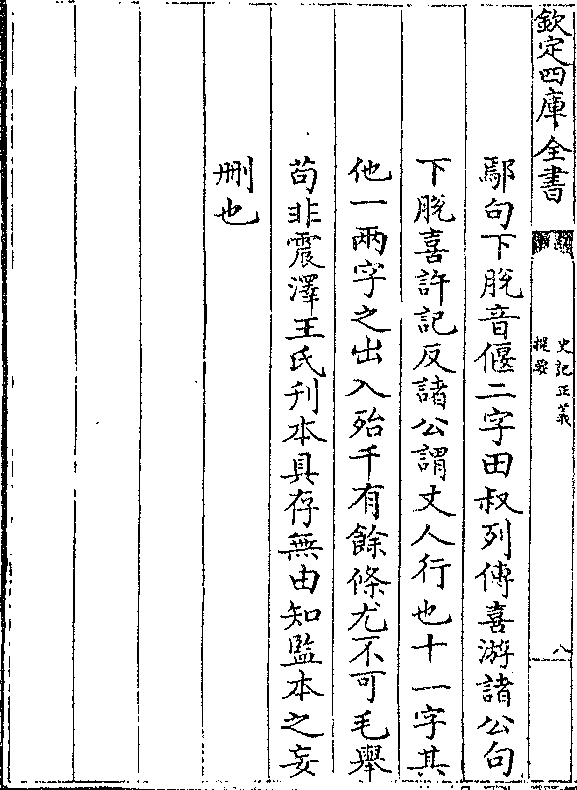 欽定四庫全書
史記正義
提要
八
鄢句下脫音偃二字田叔列傳喜游諸公句
下脫喜許記反諸公謂丈人行也十一字其
他一兩字之出入殆千有餘條尤不可毛舉
苟非震澤王氏刊本具存無由知監本之妄
刪也